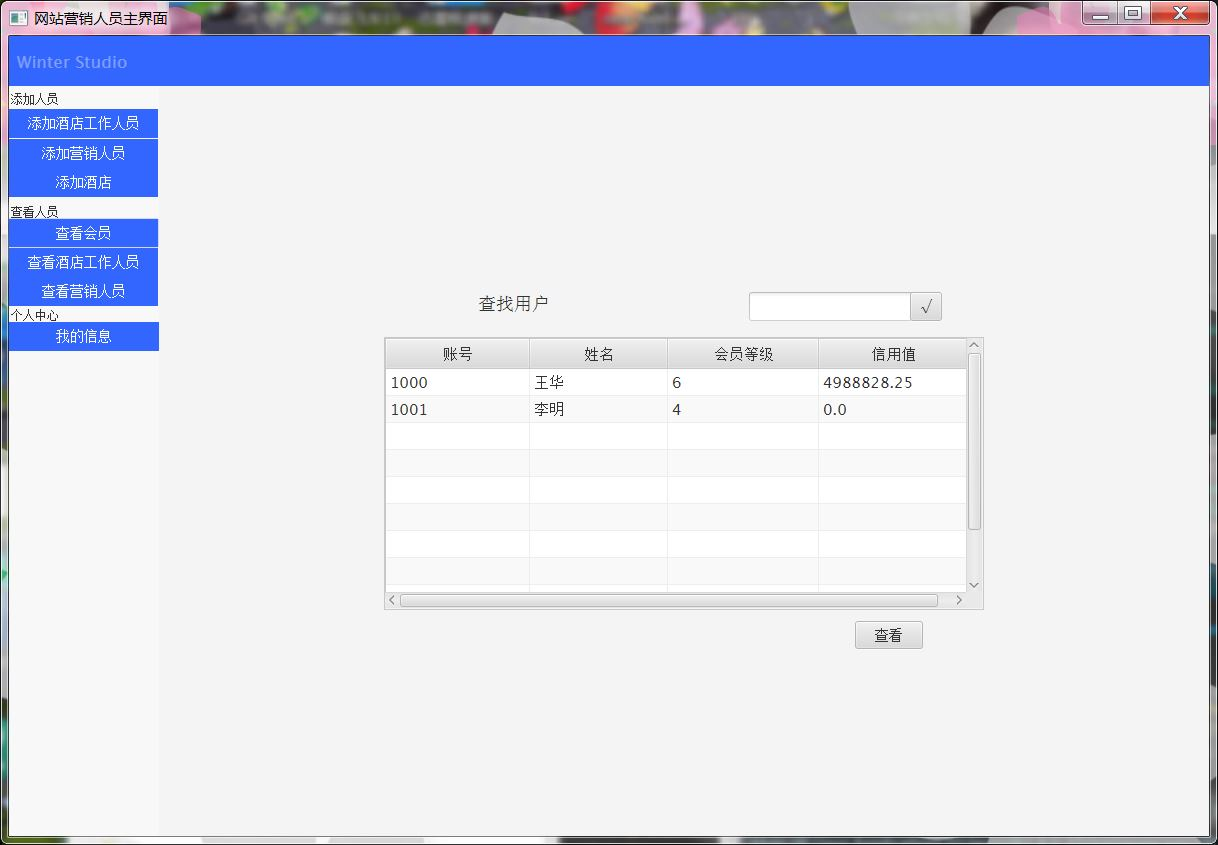 网站营销人员主界面
Winter Studio
添加人员
添加酒店工作人员
添加营销人员
添加酒店
查看人员
查看会员
查看酒店工作人员
查看营销人员
个人中心
我的信息
查找用户 √
账号 姓名 会员等级 信用值
1000 王华 6 4988828.25
1001 李明 4 0.0
查看